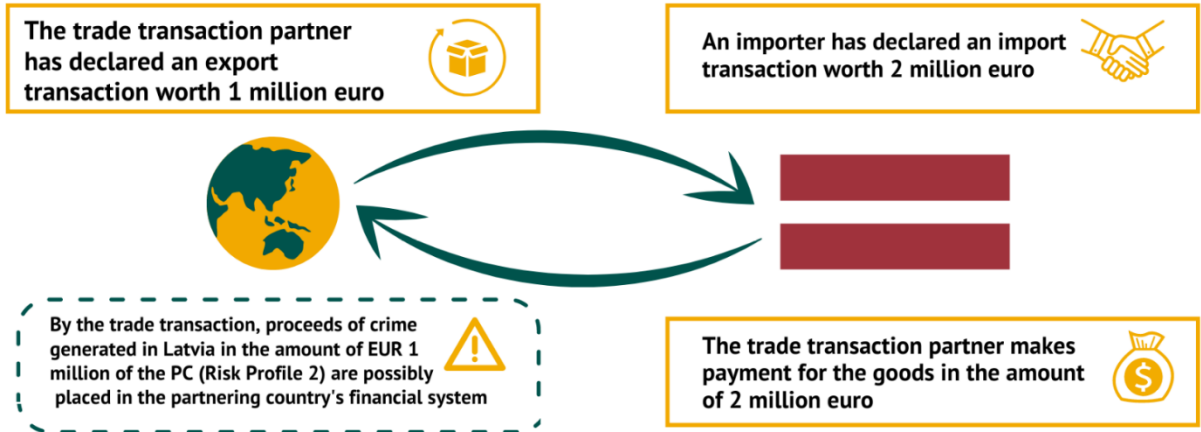 The trade transaction partner
has declared an export
transaction worth 1 million euro
An importer has declared an import
transaction worth 2 million euro
By the trade transaction, proceeds of crime
generated in Latvia in the amount of EUR 1
million of the PC (Risk Profile 2) are possibly
placed in the partnering country's financial system
The trade transaction partner makes
payment for the goods in the amount
of 2 million euro
$